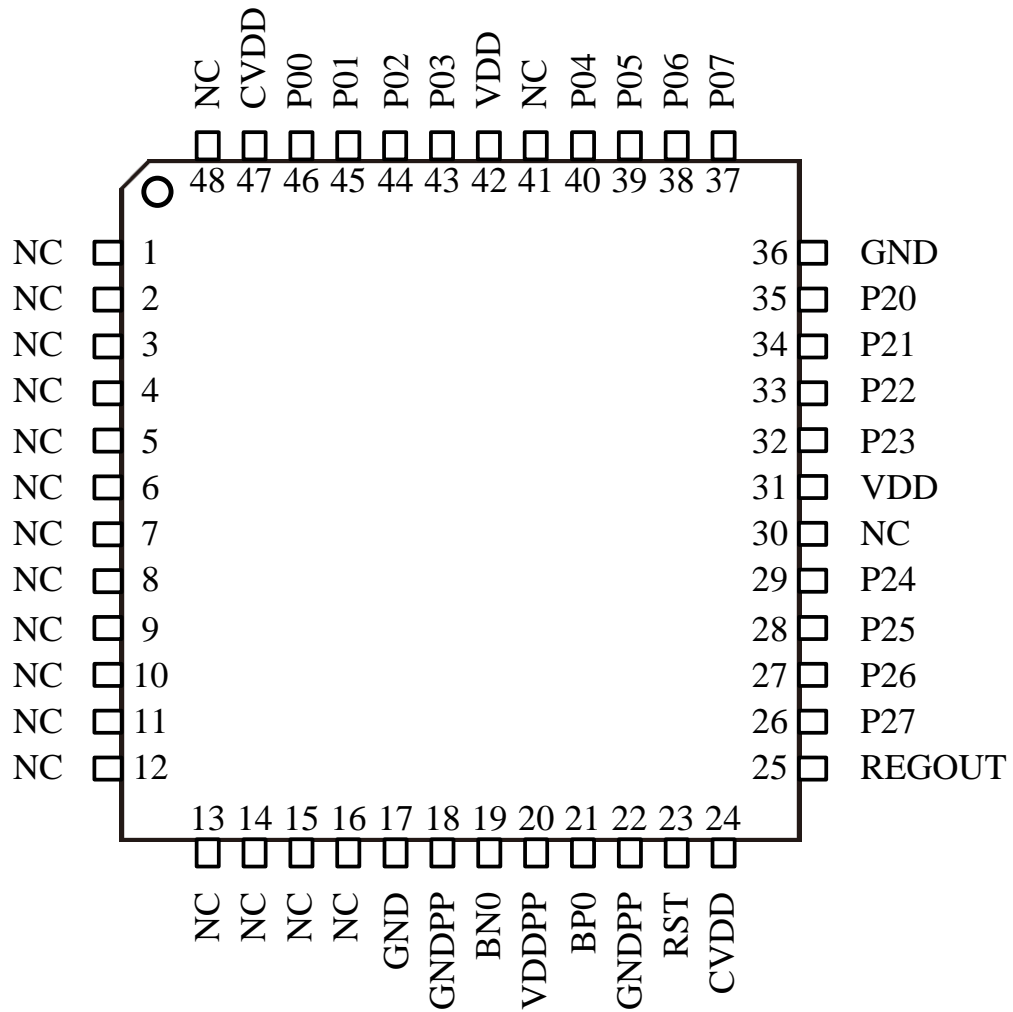 NC CVDD P00 P01 P02 P03 VDD NC P04 P05 P06 P07
48 47 46 45 44 43 42 41 40 39 38 37
NC 1 36 GND
NC 2 35 P20
NC 3 34 P21
NC 4 33 P22
NC 5 32 P23
NC 6 31 VDD
NC 7 30 NC
NC 8 29 P24
NC 9 28 P25
NC 10 27 P26
NC 11 26 P27
NC 12 25 REGOUT
13 14 15 16 17 18 19 20 21 22 23 24
NC NC NC NC GND GNDPP BN0 VDDPP BP0 GNDPP RST CVDD